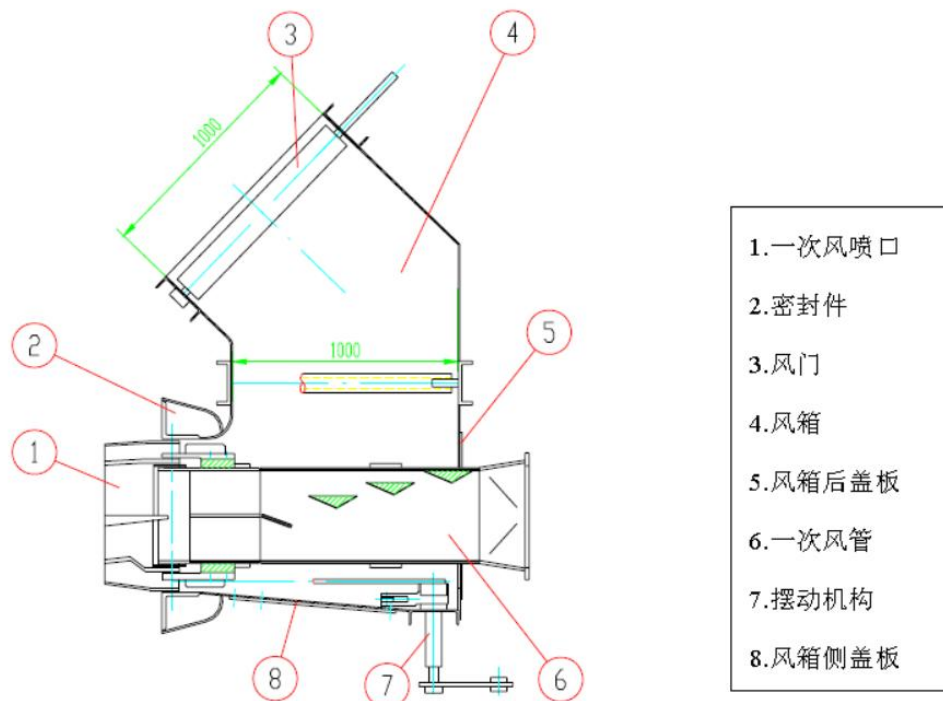 3
4
1000
1000
5
2
1
8
7
6
1.一次风喷口
2.密封件
3.风门
4.风箱
5.风箱后盖板
6.一次风管
7.摆动机构
8.风箱侧盖板